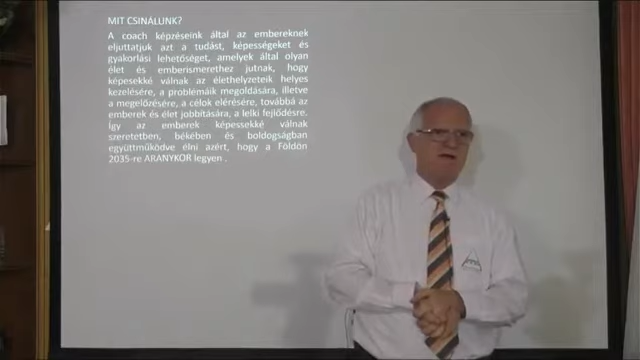 MIT CSINÁLUNK?
A coach képzéseink által az embereknek
eljuttatjuk azt a tudást, képességeket és
gyakorlási lehetőséget, amelyek által olyan
élet és emberismerethez jutnak, hogy
képesekké válnak az élethelyzeteik helyes
kezelésére, a problémáik megoldására, illetve
a megelőzésére, a célok elérésére, továbbá az
emberek és élet jobbítására, a lelki fejlődésre.
Így az emberek képessekké válnak
szeretetben, békében és boldogságban
együttműködve élni azért, hogy a Földön
2035-re ARANYKOR legyen .